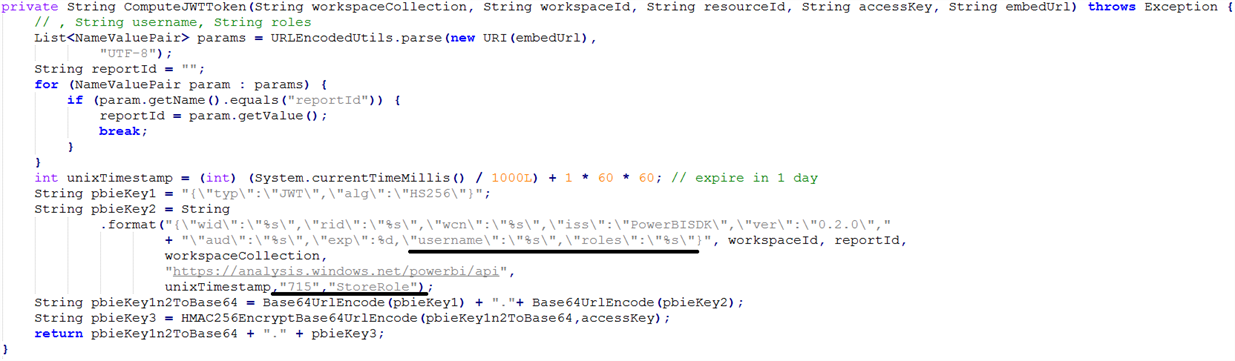 private String ComputeJWTToken(String workspaceCollection, String workspaceId, String resourceId, String accessKey, String embedUrl) throws Exception {
// , String username, String roles
List<NameValuePair> params = URLEncodedUtils.parse(new URI(embedUrl),
"UTF-8");
String reportId = "";
for (NameValuePair param : params) {
if (param.getName().equals("reportId")) {
reportId = param.getValue();
break;
}
}
int unixTimestamp = (int) (System.currentTimeMillis() / 1000L) + 1 * 60 * 60; // expire in 1 day
String pbieKey1 = "{\"typ\":\"JWT\",\"alg\":\"HS256\"}";
String pbieKey2 = String
.format("{\"wid\":\"%s\",\"rid\":\"%s\",\"wcn\":\"%s\",\"iss\":\"PowerBISDK\",\"ver\":\"0.2.0\","
+ "\"aud\":\"%s\",\"exp\":%d,\"username\":\"%s\",\"roles\":\"%s\"}", workspaceId, reportId,
workspaceCollection,
"https://analysis.windows.net/powerbi/api",
unixTimestamp,"715","StoreRole");
String pbieKey1n2ToBase64 = Base64UrlEncode(pbieKey1) + "."+ Base64UrlEncode(pbieKey2);
String pbieKey3 = HMAC256EncryptBase64UrlEncode(pbieKey1n2ToBase64,accessKey);
return pbieKey1n2ToBase64 + "." + pbieKey3;
}